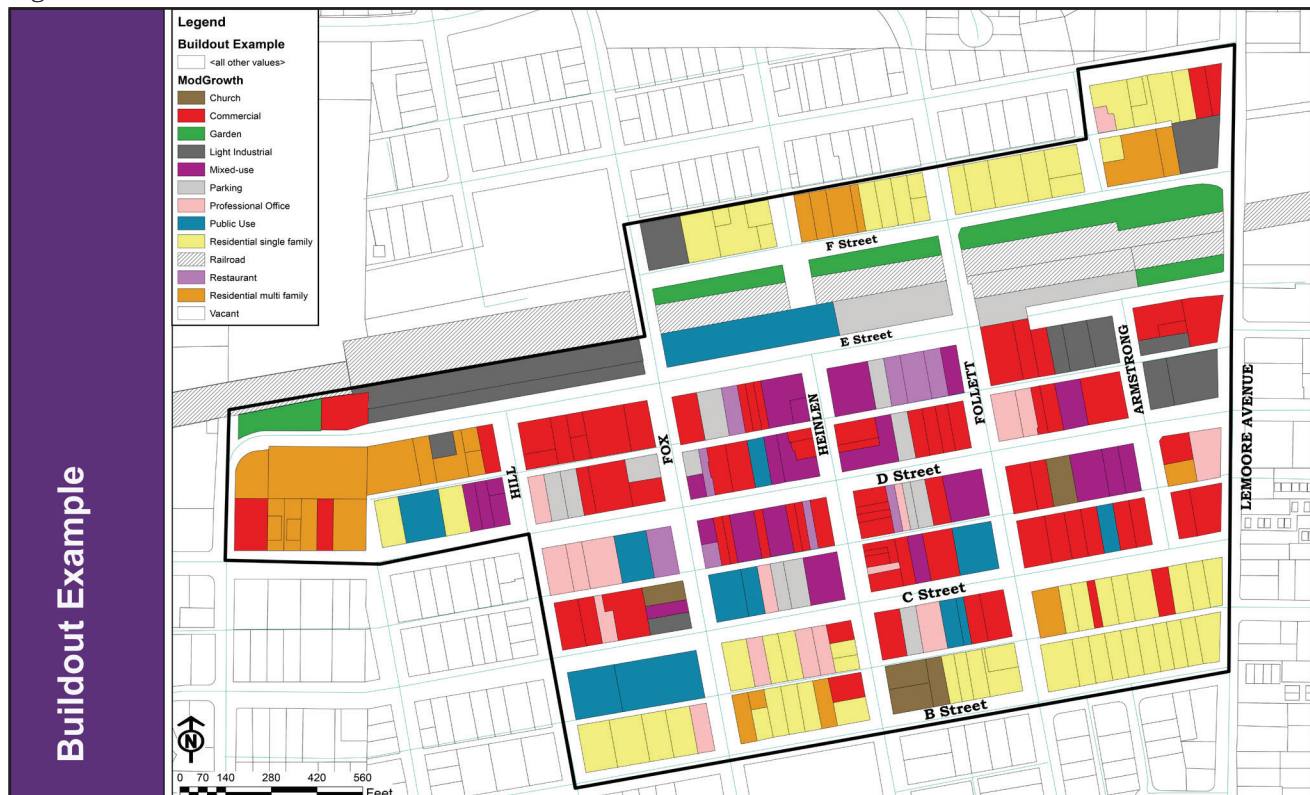 Buildout Example
Legend
Buildout Example
<all other values>
ModGrowth
Church
Commercial
Garden
Light Industrial
Mixed-use
Parking
Professional Office
Public Use
Residential single family
Railroad
Restaurant
Residential multi family
Vacant
F Street
E Street
ARMSTRONG
FOLLETT
HEINLEN
FOX
HILL
LEMOORE AVENUE
D Street
C Street
B Street
N
0 70 140 280 420 560
Feet